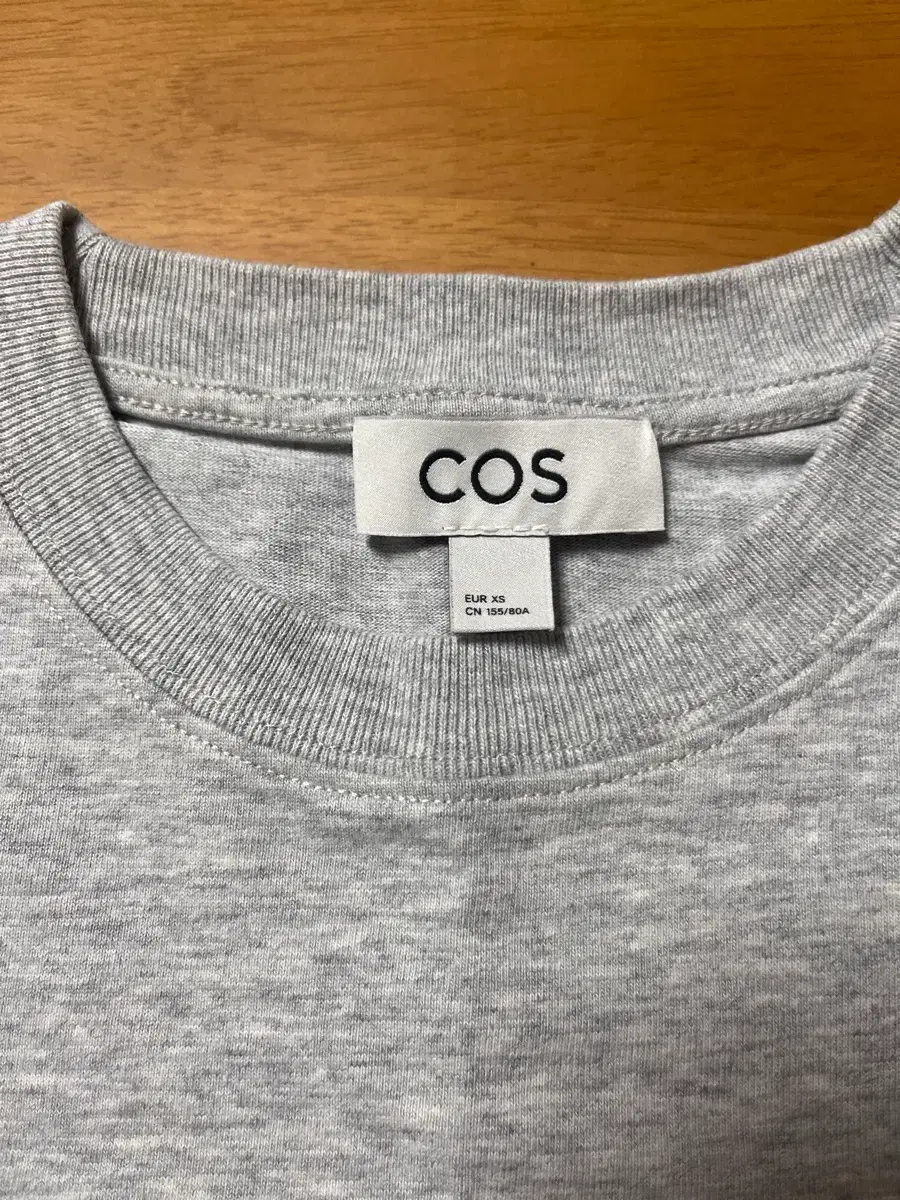 COS
EUR XS
CN 155/80A